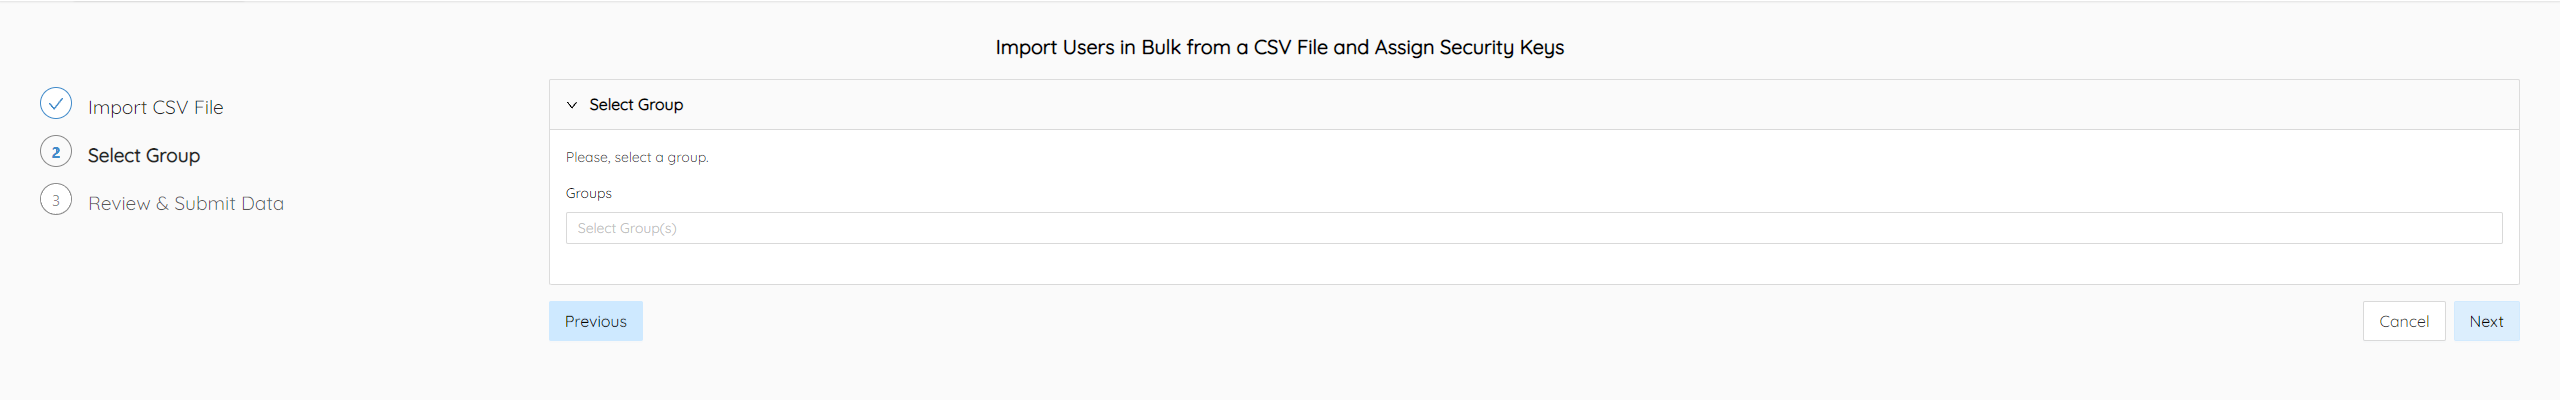 Import Users in Bulk from a CSV File and Assign Security Keys
Import CSV File
2 Select Group
3 Review & Submit Data
Select Group
Please, select a group.
Groups
Select Group(s)
Previous
Cancel
Next